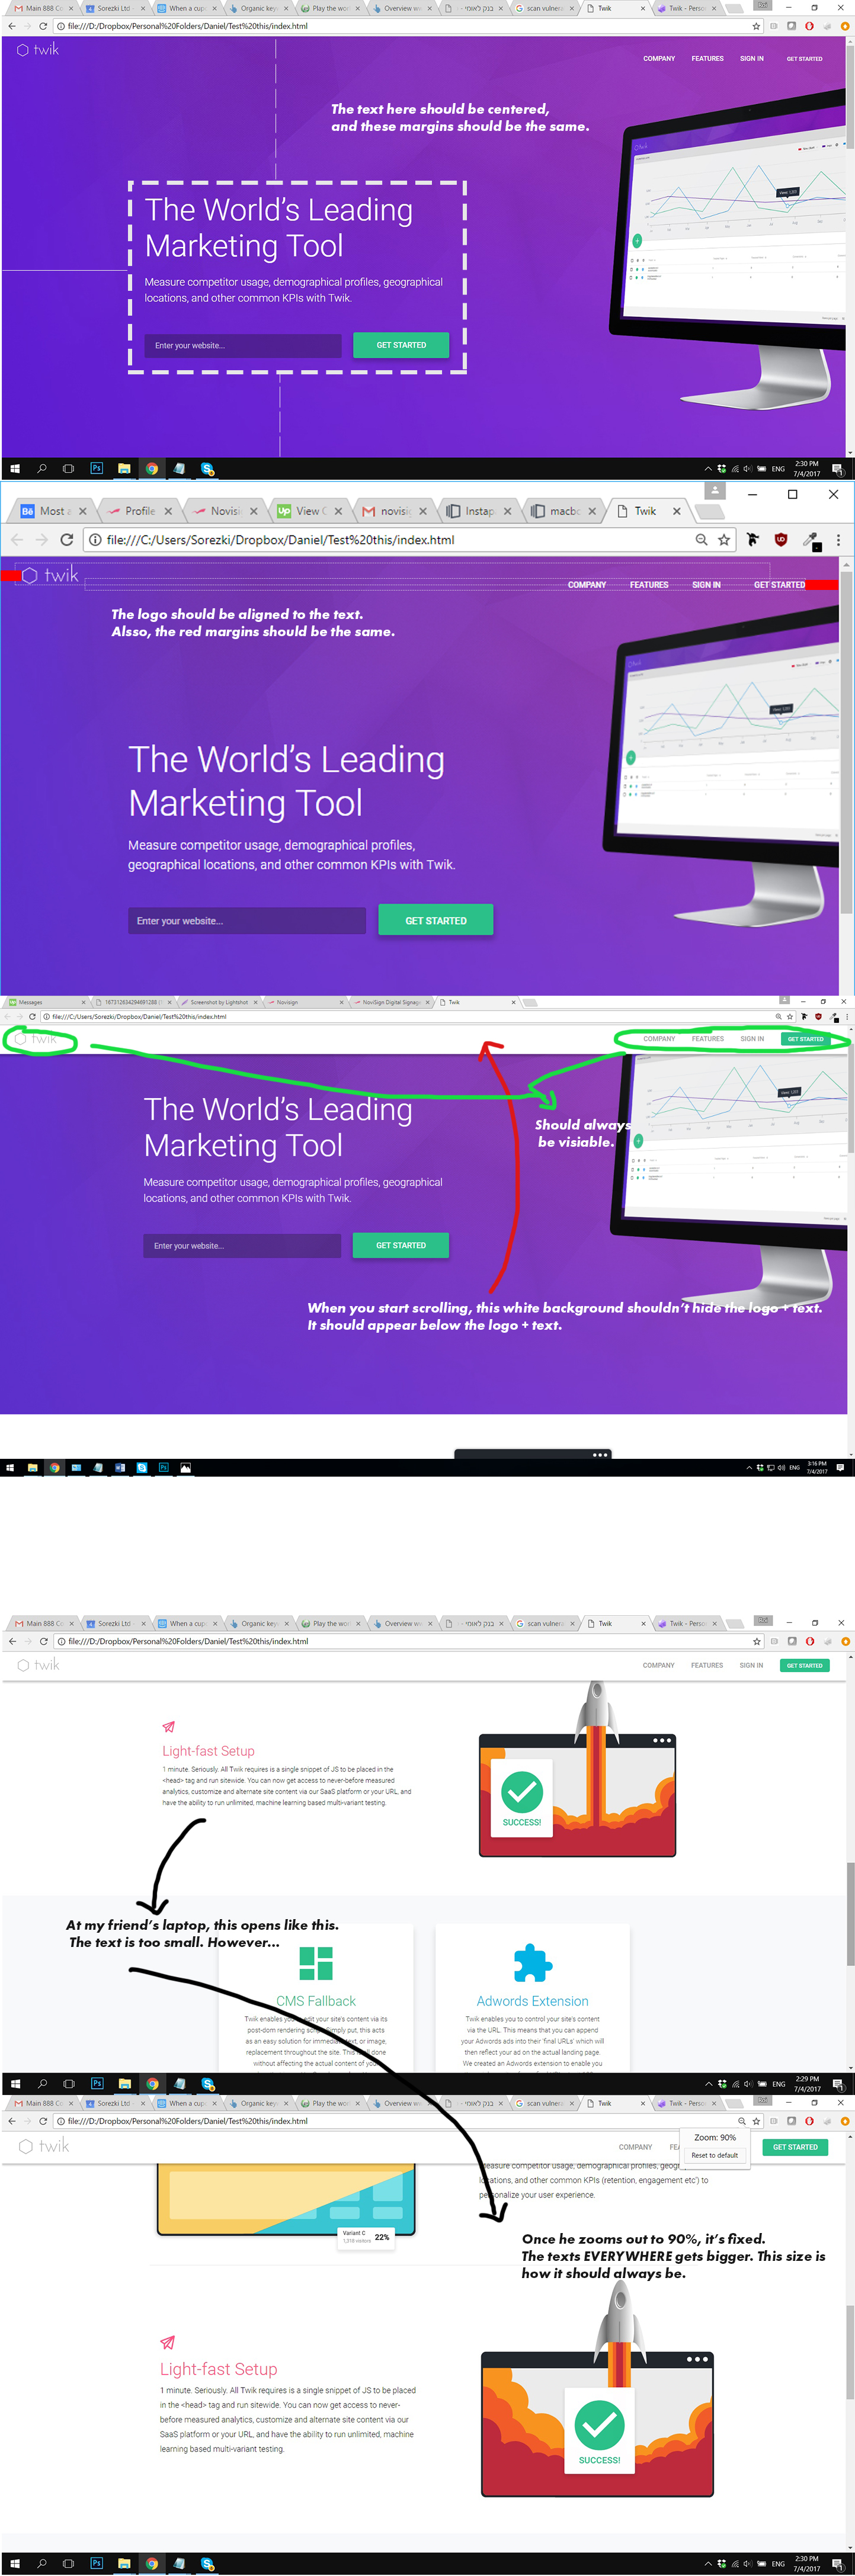 Main 888 Co
Sorezki Ltd
When a cup
Organic key
Play the wor
Overview w
בנק לאומי
scan vulnera
Twik
Twik - Perso
file:///D:/Dropbox/Personal%20Folders/Daniel/Test%20this/index.html
twik
COMPANY FEATURES SIGN IN GET STARTED
The text here should be centered,
and these margins should be the same.
The World’s Leading
Marketing Tool
Measure competitor usage, demographical profiles, geographical
locations, and other common KPIs with Twik.
Enter your website...
GET STARTED
Ps
ENG
2:30 PM
7/4/2017
Bē Most a
Profile
Novisi
Up View C
novisig
Instap
macbo
Twik
file:///C:/Users/Sorezki/Dropbox/Daniel/Test%20this/index.html
twik
COMPANY FEATURES SIGN IN GET STARTED
The logo should be aligned to the text.
Alsso, the red margins should be the same.
The World’s Leading
Marketing Tool
Measure competitor usage, demographical profiles,
geographical locations, and other common KPIs with Twik.
Enter your website...
GET STARTED
Messages
Screenshot by Lightshot
Novisign
NoviSign Digital Signag
Twik
file:///C:/Users/Sorezki/Dropbox/Daniel/Test%20this/index.html
twik
COMPANY FEATURES SIGN IN GET STARTED
The World’s Leading
Marketing Tool
Should always
be visiable.
Measure competitor usage, demographical profiles, geographical
locations, and other common KPIs with Twik.
Enter your website...
GET STARTED
When you start scrolling, this white background shouldn’t hide the logo + text.
It should appear below the logo + text.
ENG
3:16 PM
7/4/2017
Main 888 Co
Sorezki Ltd
When a cup
Organic key
Play the wor
Overview w
בנק לאומי
scan vulnera
Twik
Twik - Perso
file:///D:/Dropbox/Personal%20Folders/Daniel/Test%20this/index.html
twik
COMPANY FEATURES SIGN IN GET STARTED
Light-fast Setup
1 minute. Seriously. All Twik requires is a single snippet of JS to be placed in the
<head> tag and run sitewide. You can now get access to never-before measured
analytics, customize and alternate site content via our SaaS platform or your URL, and
have the ability to run unlimited, machine learning based multi-variant testing.
SUCCESS!
At my friend’s laptop, this opens like this.
The text is too small. However...
CMS Fallback
Twik enables you to edit your site's content via its
post-dom rendering script. Simply put, this acts
as an easy solution for immediate text, or image,
replacement throughout the site. This is all done
without affecting the actual content of your
Adwords Extension
Twik enables you to control your site's content
via the URL. This means that you can append
your Adwords ads into their 'final URLs' which will
then reflect your ad on the actual landing page.
We created an Adwords extension to enable you
Ps
ENG
2:29 PM
7/4/2017
Main 888 Co
Sorezki Ltd
When a cup
Organic key
Play the wor
Overview w
בנק לאומי
scan vulnera
Twik
Twik - Perso
file:///D:/Dropbox/Personal%20Folders/Daniel/Test%20this/index.html
Zoom: 90%
Reset to default
twik
COMPANY FEA GET STARTED
Measure competitor usage, demographical profiles, geogr
locations, and other common KPIs (retention, engagement etc’) to
personalize your user experience.
Variant C
1,318 visitors
22%
Once he zooms out to 90%, it’s fixed.
The texts EVERYWHERE gets bigger. This size is
how it should always be.
Light-fast Setup
1 minute. Seriously. All Twik requires is a single snippet of JS to be placed
in the <head> tag and run sitewide. You can now get access to never-
before measured analytics, customize and alternate site content via our
SaaS platform or your URL, and have the ability to run unlimited, machine
learning based multi-variant testing.
SUCCESS!
Ps
ENG
2:30 PM
7/4/2017